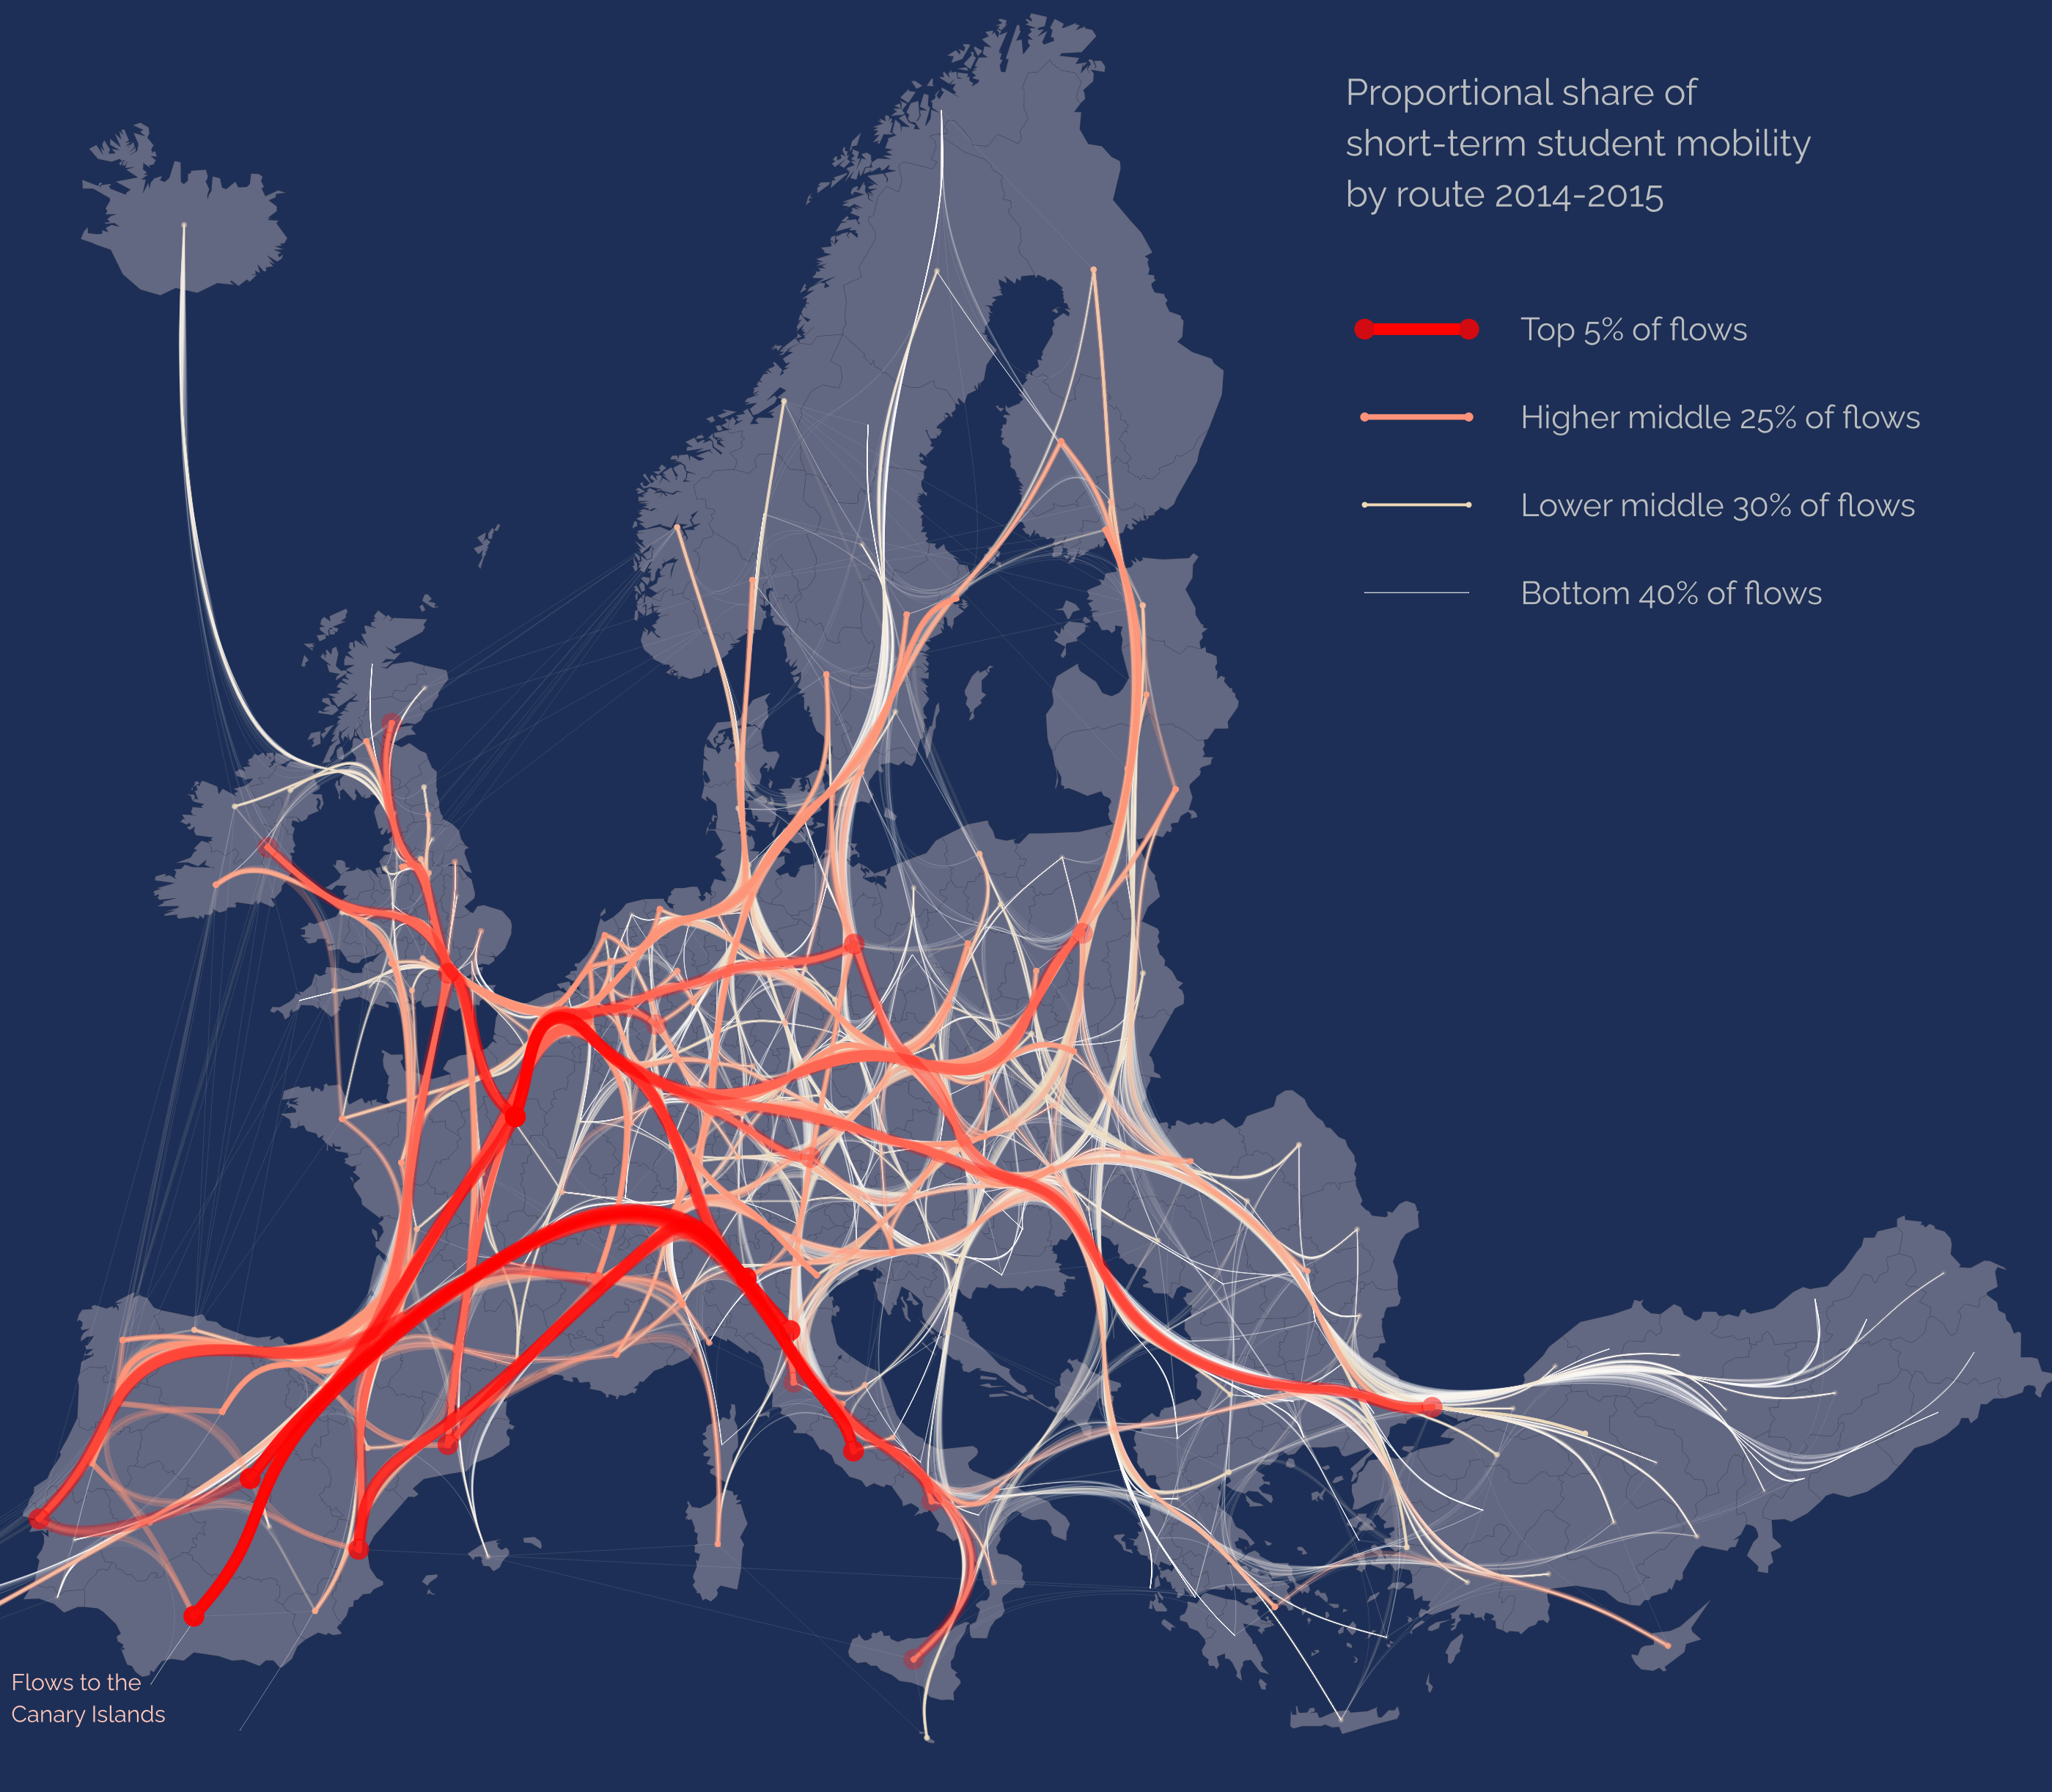 Proportional share of
short-term student mobility
by route 2014-2015
Top 5% of flows
Higher middle 25% of flows
Lower middle 30% of flows
Bottom 40% of flows
Flows to the
Canary Islands